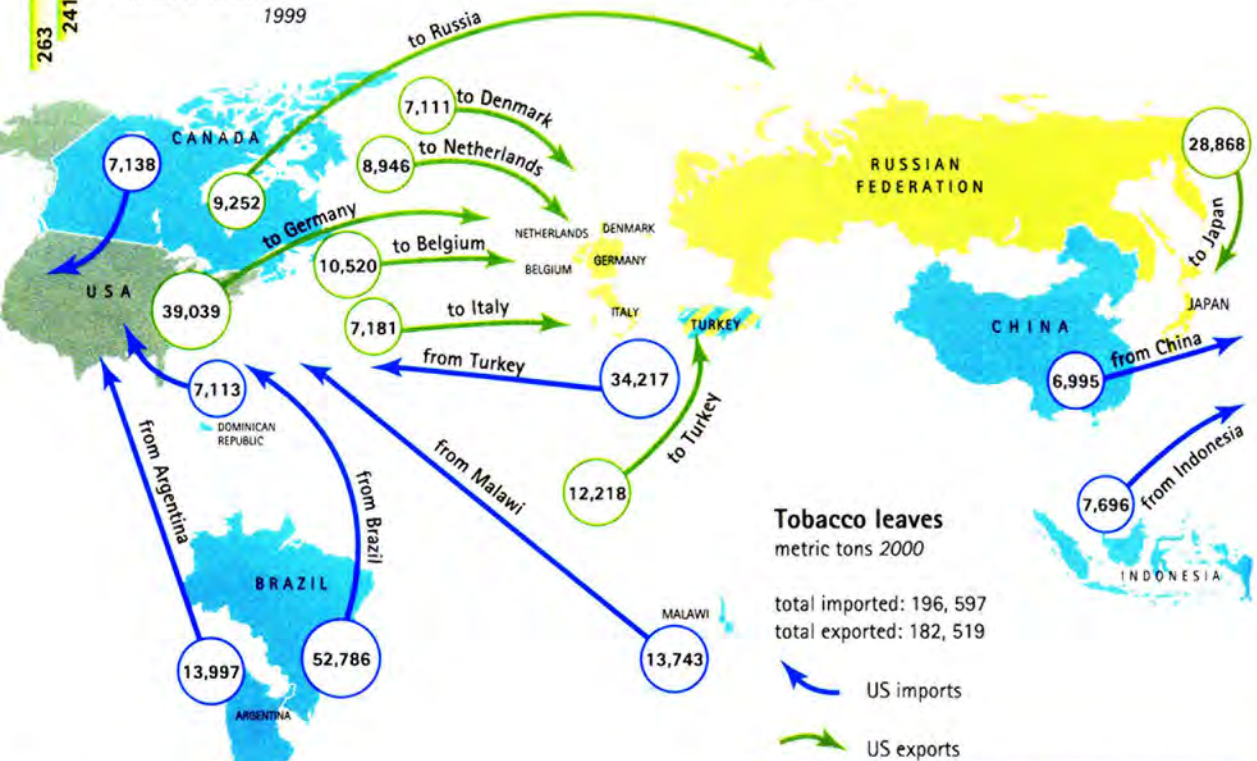 263
241
1999
to Russia
7,111
to Denmark
CANADA
7,138
8,946
to Netherlands
28,868
RUSSIAN
FEDERATION
9,252
to Germany
to Japan
NETHERLANDS
DENMARK
10,520
to Belgium
BELGIUM
GERMANY
USA
39,039
7,181
to Italy
ITALY
TURKEY
JAPAN
CHINA
from China
6,995
from Turkey
34,217
7,113
DOMINICAN
REPUBLIC
to Turkey
from Argentina
from Brazil
from Malawi
12,218
from Indonesia
7,696
INDONESIA
Tobacco leaves
metric tons 2000
total imported: 196, 597
total exported: 182, 519
BRAZIL
MALAWI
13,997
52,786
13,743
ARGENTINA
US imports
US exports